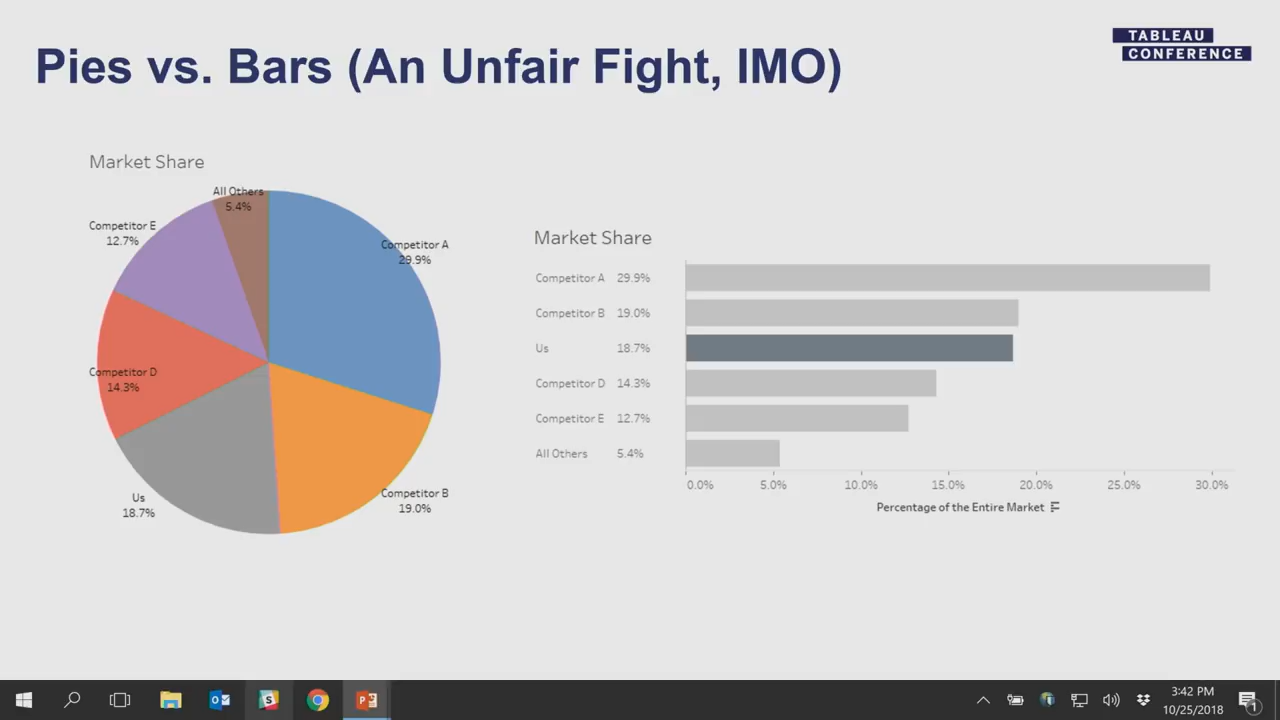 Pies vs. Bars (An Unfair Fight, IMO)
TABLEAU
CONFERENCE
Market Share
All Others
5.4%
Competitor E
12.7%
Competitor A
29.9%
Competitor D
14.3%
Us
18.7%
Competitor B
19.0%
Market Share
Competitor A 29.9%
Competitor B 19.0%
Us 18.7%
Competitor D 14.3%
Competitor E 12.7%
All Others 5.4%
0.0% 5.0% 10.0% 15.0% 20.0% 25.0% 30.0%
Percentage of the Entire Market
3:42 PM
10/25/2018
1